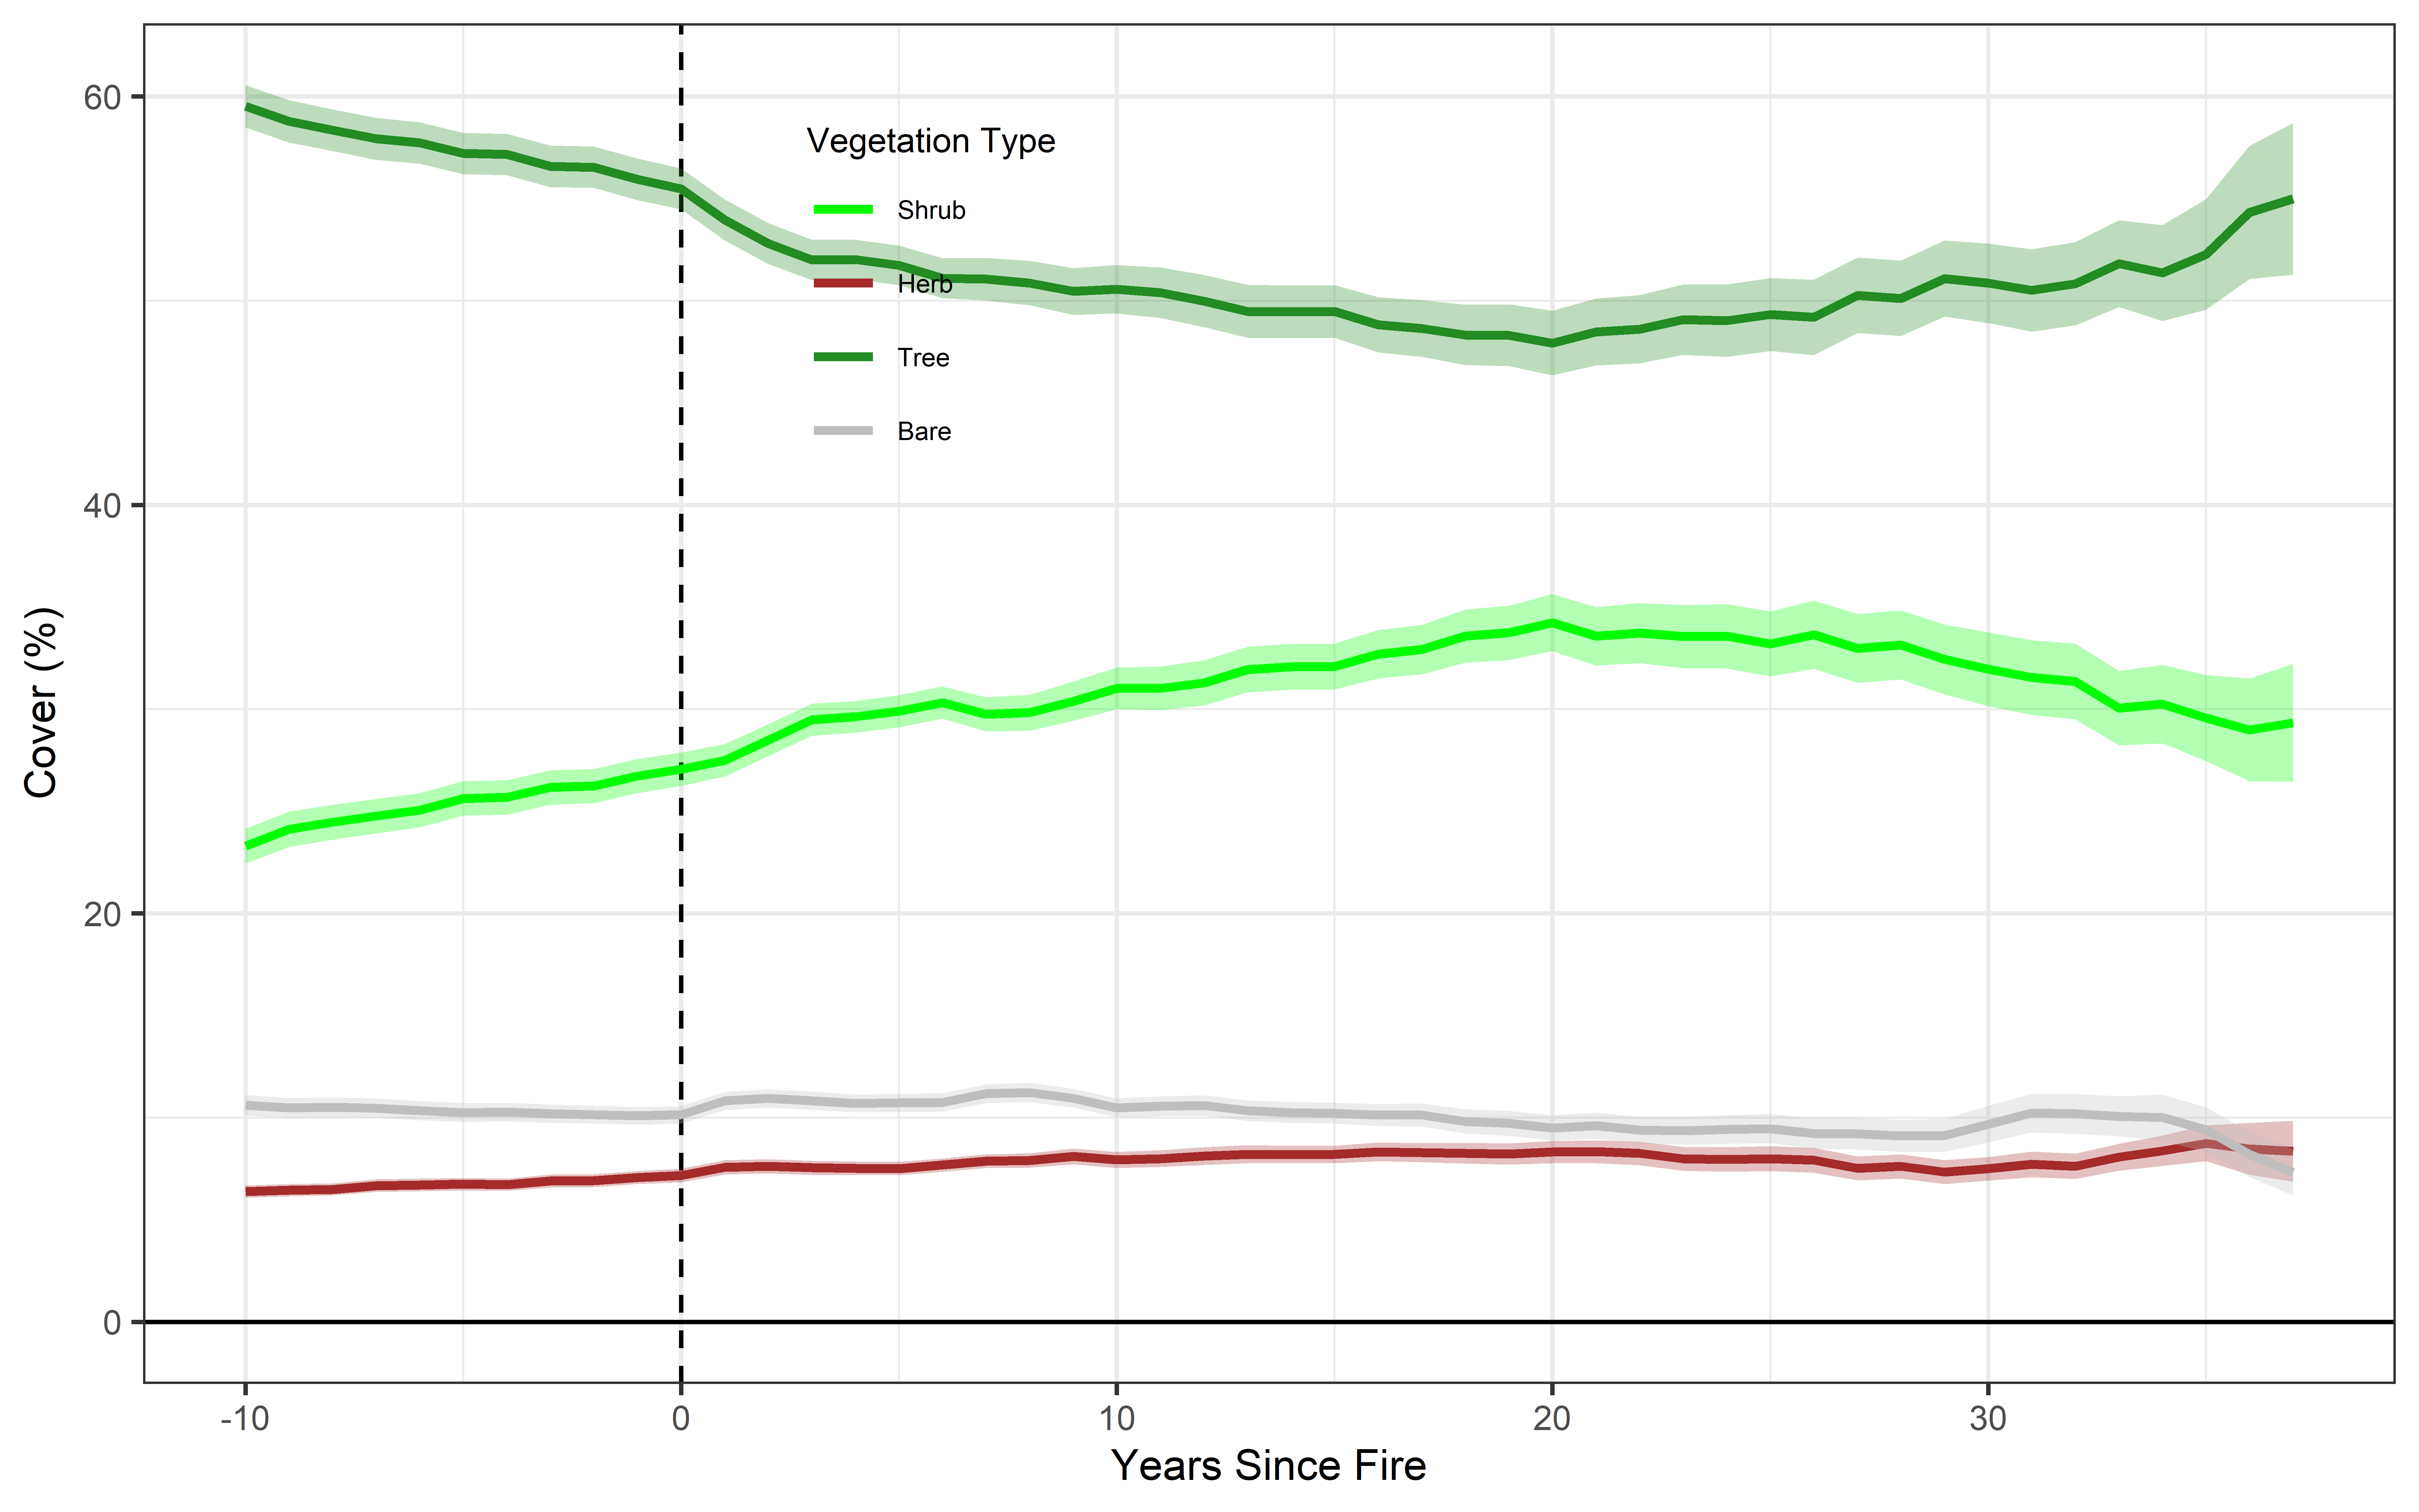 60
40
20
0
Cover (%)
Vegetation Type
Shrub
Herb
Tree
Bare
-10 0 10 20 30
Years Since Fire